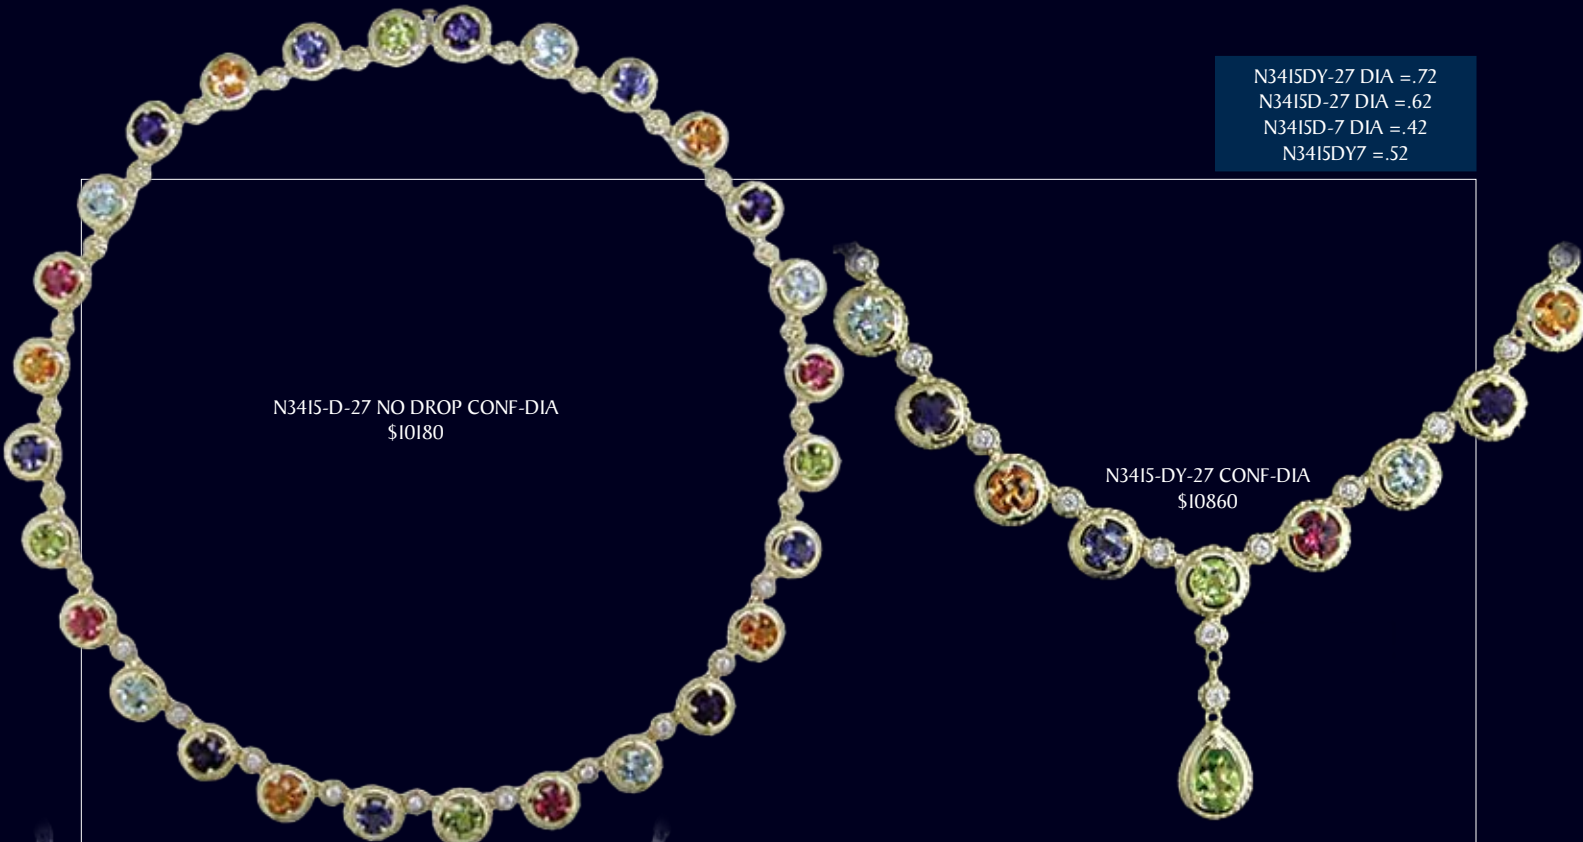 N3415DY-27 DIA =.72
N3415D-27 DIA =.62
N3415D-7 DIA =.42
N3415DY7 =.52
N3415-D-27 NO DROP CONF-DIA
$10180
N3415-DY-27 CONF-DIA
$10860